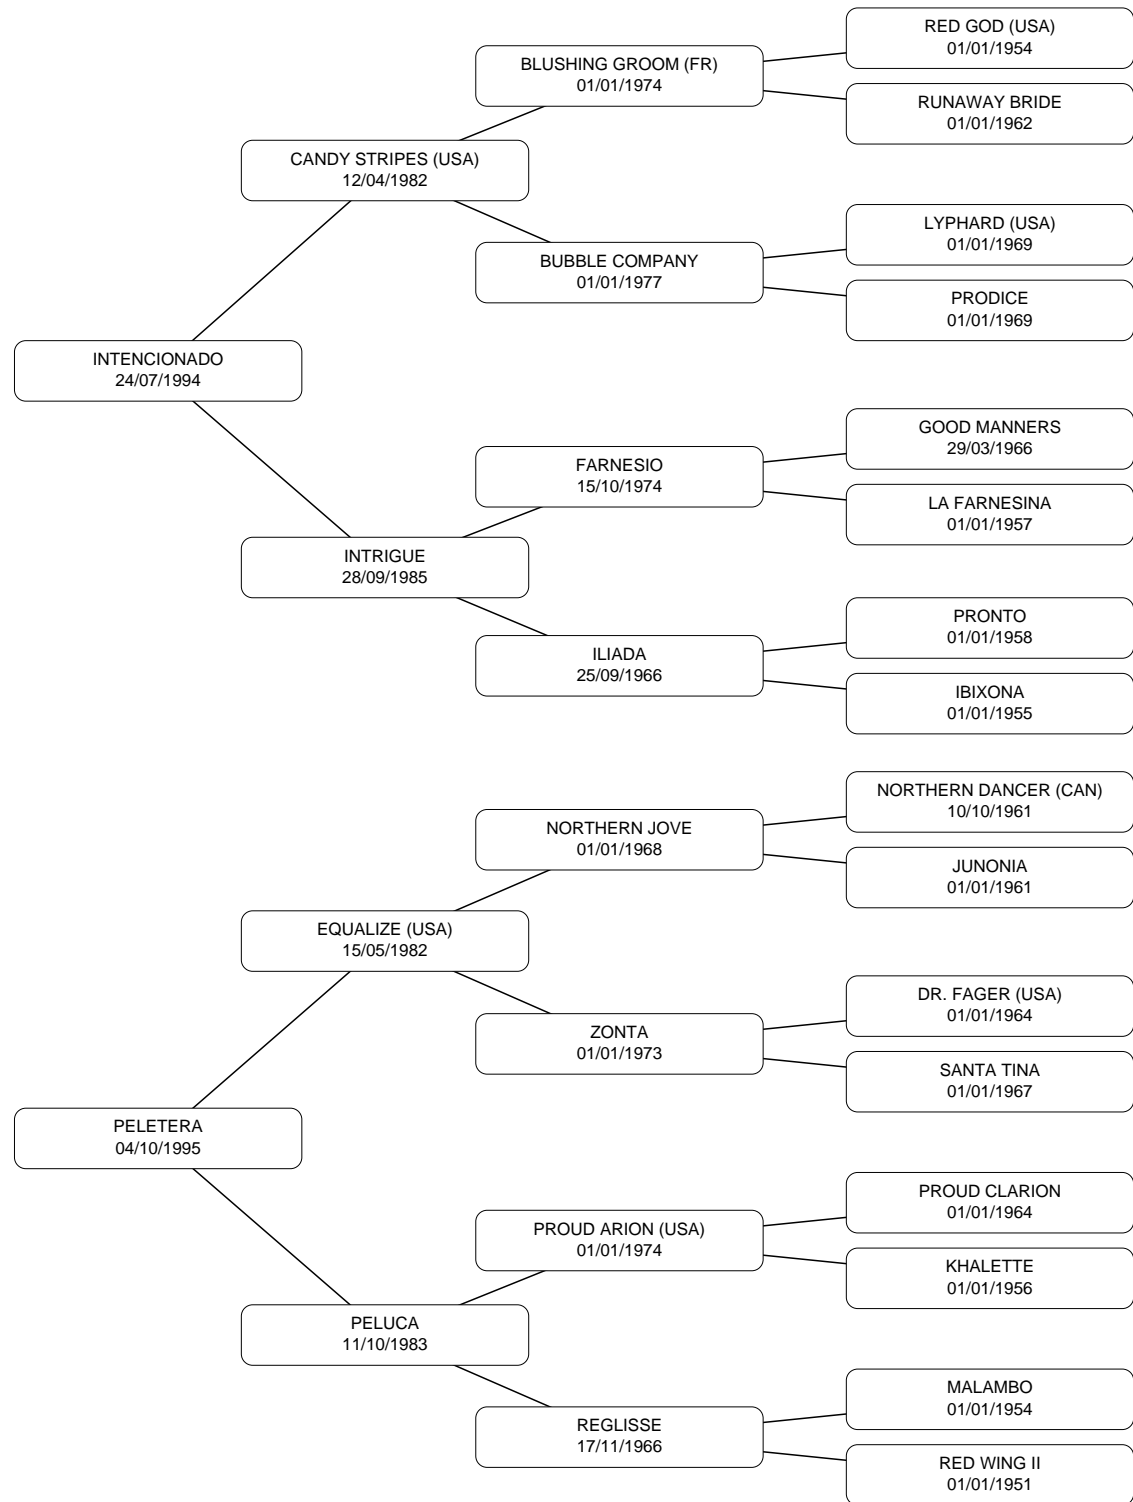 RED GOD (USA)
01/01/1954
BLUSHING GROOM (FR)
01/01/1974
RUNAWAY BRIDE
01/01/1962
CANDY STRIPES (USA)
12/04/1982
LYPHARD (USA)
01/01/1969
BUBBLE COMPANY
01/01/1977
PRODICE
01/01/1969
INTENCIONADO
24/07/1994
GOOD MANNERS
29/03/1966
FARNESIO
15/10/1974
LA FARNESINA
01/01/1957
INTRIGUE
28/09/1985
PRONTO
01/01/1958
ILIADA
25/09/1966
IBIXONA
01/01/1955
NORTHERN DANCER (CAN)
10/10/1961
NORTHERN JOVE
01/01/1968
JUNONIA
01/01/1961
EQUALIZE (USA)
15/05/1982
DR. FAGER (USA)
01/01/1964
ZONTA
01/01/1973
SANTA TINA
01/01/1967
PELETERA
04/10/1995
PROUD CLARION
01/01/1964
PROUD ARION (USA)
01/01/1974
KHALETTE
01/01/1956
PELUCA
11/10/1983
MALAMBO
01/01/1954
REGLISSE
17/11/1966
RED WING II
01/01/1951